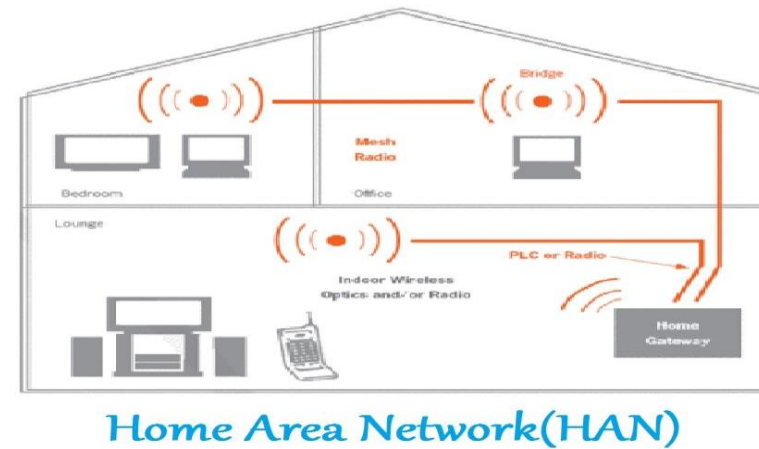 Bridge
Mesh
Radio
Bedroom
Office
Lounge
PLC or Radio
Indoor Wireless
Optics and/or Radio
Home
Gateway
Home Area Network(HAN)